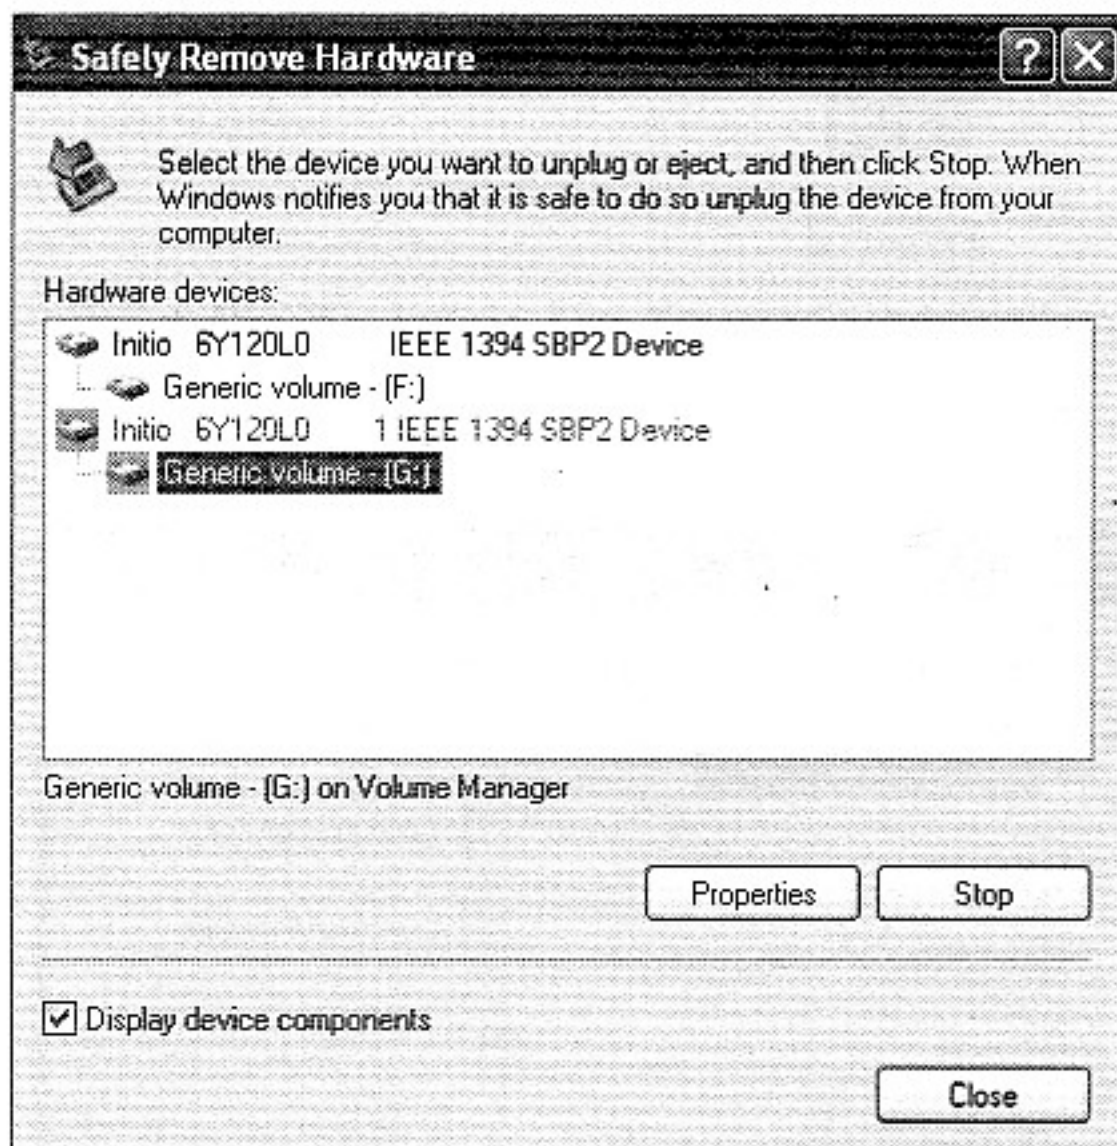 Safely Remove Hardware
Select the device you want to unplug or eject, and then click Stop. When
Windows notifies you that it is safe to do so unplug the device from your
computer.
Hardware devices:
Initio 6Y120L0 IEEE 1394 SBP2 Device
Generic volume - (F:)
Initio 6Y120L0 1 IEEE 1394 SBP2 Device
Generic volume - (G:)
Generic volume - (G:) on Volume Manager
Properties Stop
Display device components
Close